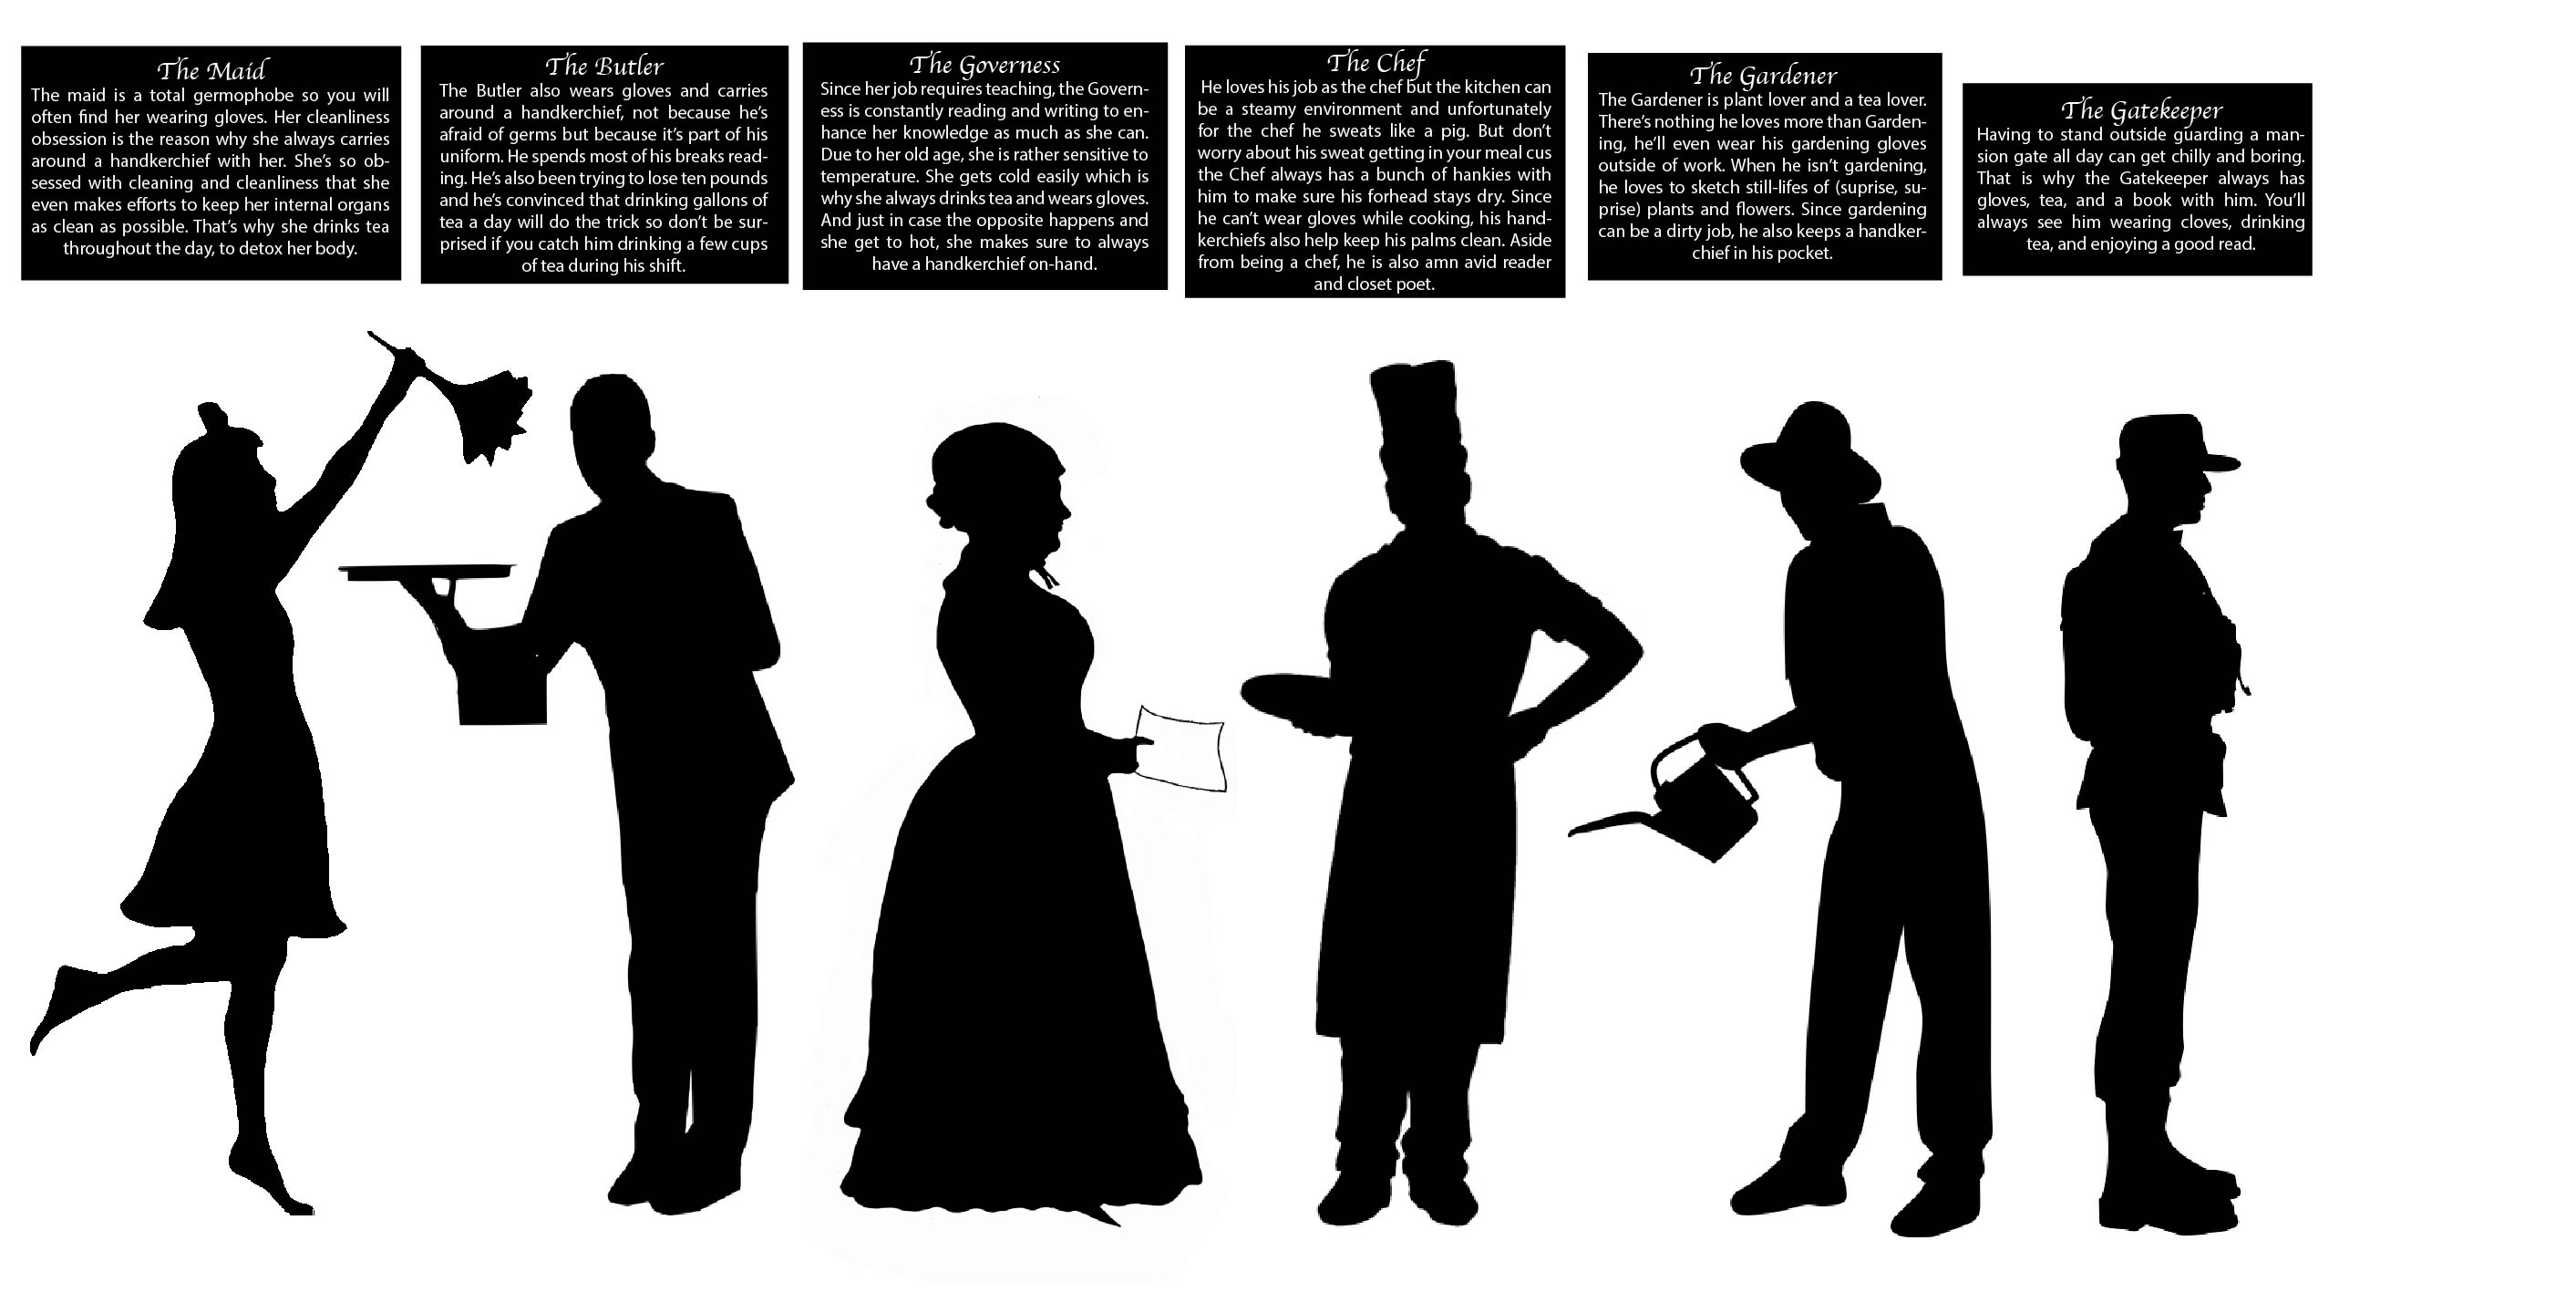 The Maid
The maid is a total germophobe so you will
often find her wearing gloves. Her cleanliness
obsession is the reason why she always carries
around a handkerchief with her. She's so ob-
sessed with cleaning and cleanliness that she
even makes efforts to keep her internal organs
as clean as possible. That's why she drinks tea
throughout the day, to detox her body.
The Butler
The Butler also wears gloves and carries
around a handkerchief, not because he's
afraid of germs but because it's part of his
uniform. He spends most of his breaks read-
ing. He's also been trying to lose ten pounds
and he's convinced that drinking gallons of
tea a day will do the trick so don't be sur-
prised if you catch him drinking a few cups
of tea during his shift.
The Governess
Since her job requires teaching, the Govern-
ess is constantly reading and writing to en-
hance her knowledge as much as she can.
Due to her old age, she is rather sensitive to
temperature. She gets cold easily which is
why she always drinks tea and wears gloves.
And just in case the opposite happens and
she get to hot, she makes sure to always
have a handkerchief on-hand.
The Chef
He loves his job as the chef but the kitchen can
be a steamy environment and unfortunately
for the chef he sweats like a pig. But don't
worry about his sweat getting in your meal cus
the Chef always has a bunch of hankies with
him to make sure his forhead stays dry. Since
he can't wear gloves while cooking, his hand-
kerchiefs also help keep his palms clean. Aside
from being a chef, he is also amn avid reader
and closet poet.
The Gardener
The Gardener is plant lover and a tea lover.
There's nothing he loves more than Garden-
ing, he'll even wear his gardening gloves
outside of work. When he isn't gardening,
he loves to sketch still-lifes of (suprise, su-
prise) plants and flowers. Since gardening
can be a dirty job, he also keeps a handker-
chief in his pocket.
The Gatekeeper
Having to stand outside guarding a man-
sion gate all day can get chilly and boring.
That is why the Gatekeeper always has
gloves, tea, and a book with him. You'll
always see him wearing cloves, drinking
tea, and enjoying a good read.